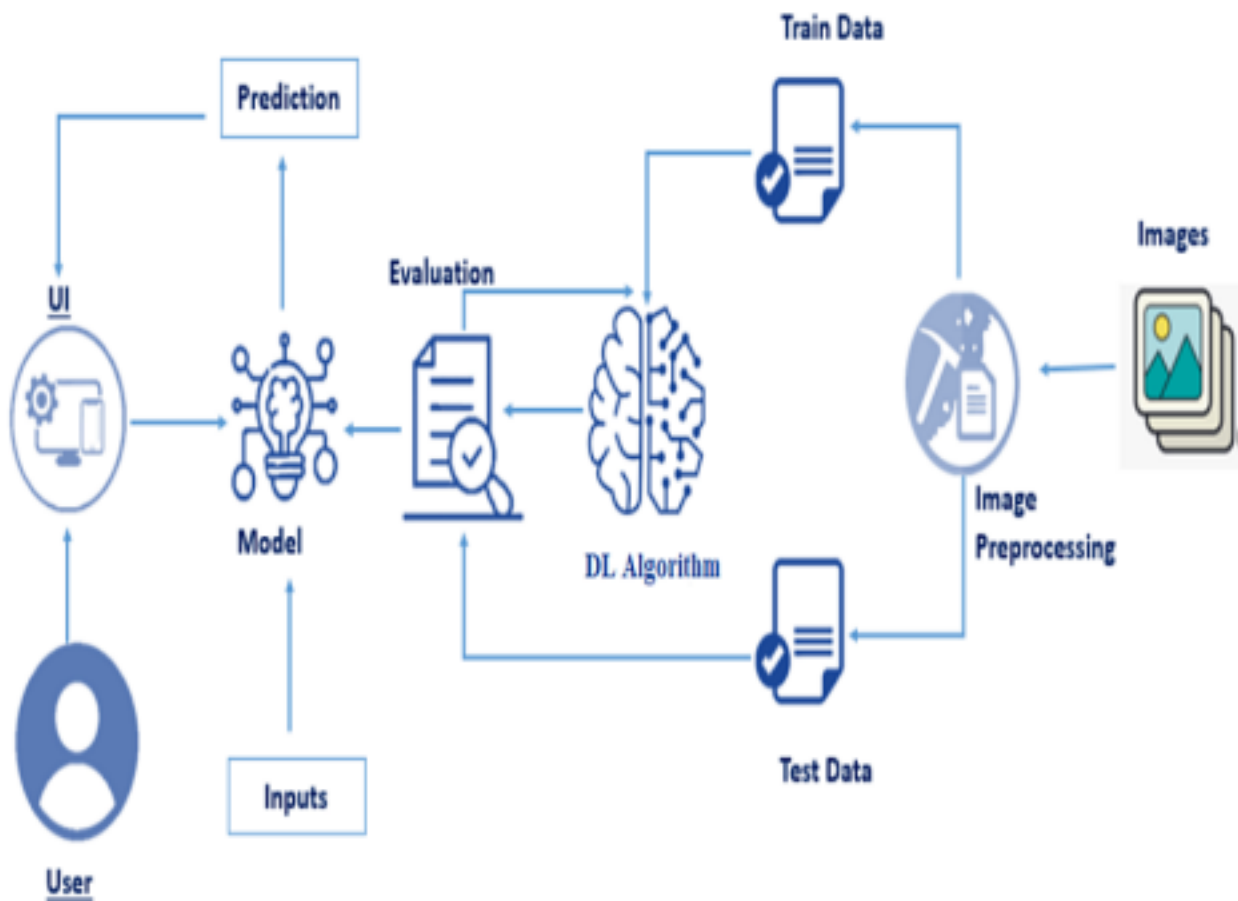 Train Data
Prediction
Images
Evaluation
UI
Image
Preprocessing
Model
DL Algorithm
Test Data
Inputs
User